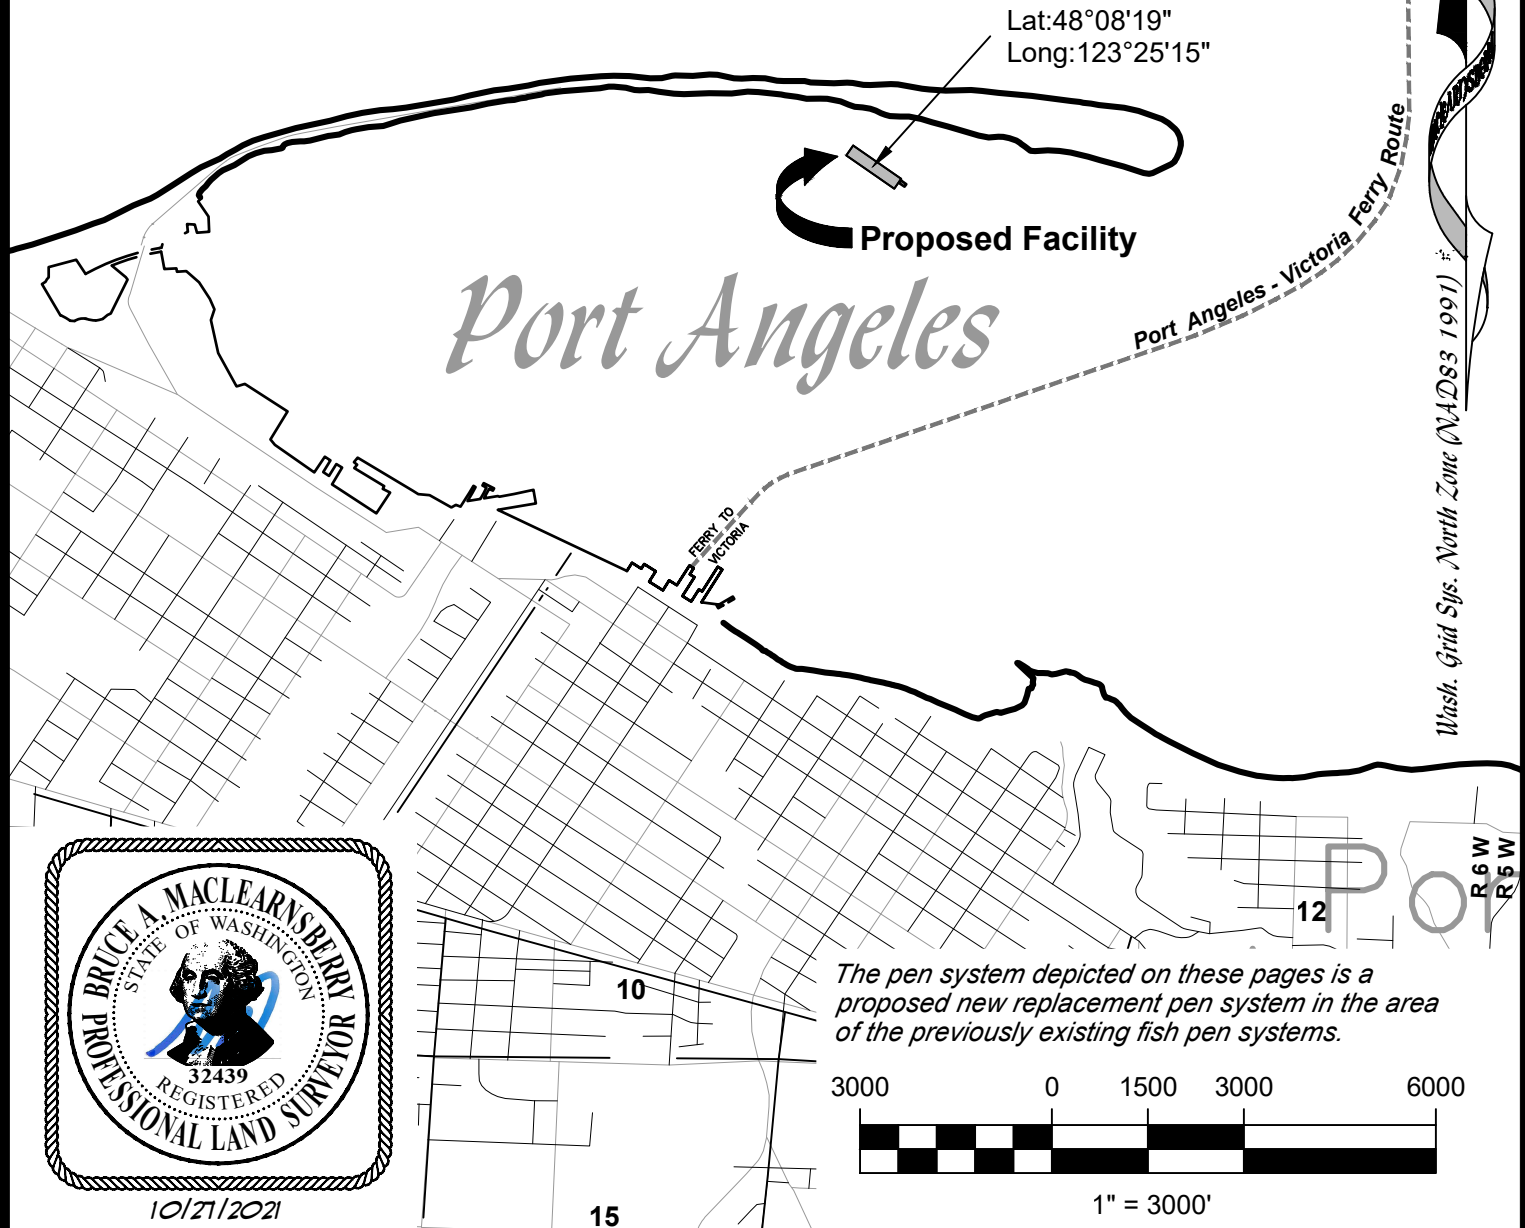 Lat:48°08'19"
Long:123°25'15"
Proposed Facility
Port Angeles
Port Angeles - Victoria Ferry Route
FERRY TO
VICTORIA
Wash. Grid Sys. North Zone (NAD83 1991)
R 6 W
R 5 W
Por
12
10
15
BRUCE A. MACLEARNSBERRY
STATE OF WASHINGTON
32439
REGISTERED
PROFESSIONAL LAND SURVEYOR
10/27/2021
The pen system depicted on these pages is a
proposed new replacement pen system in the area
of the previously existing fish pen systems.
3000 0 1500 3000 6000
1" = 3000'